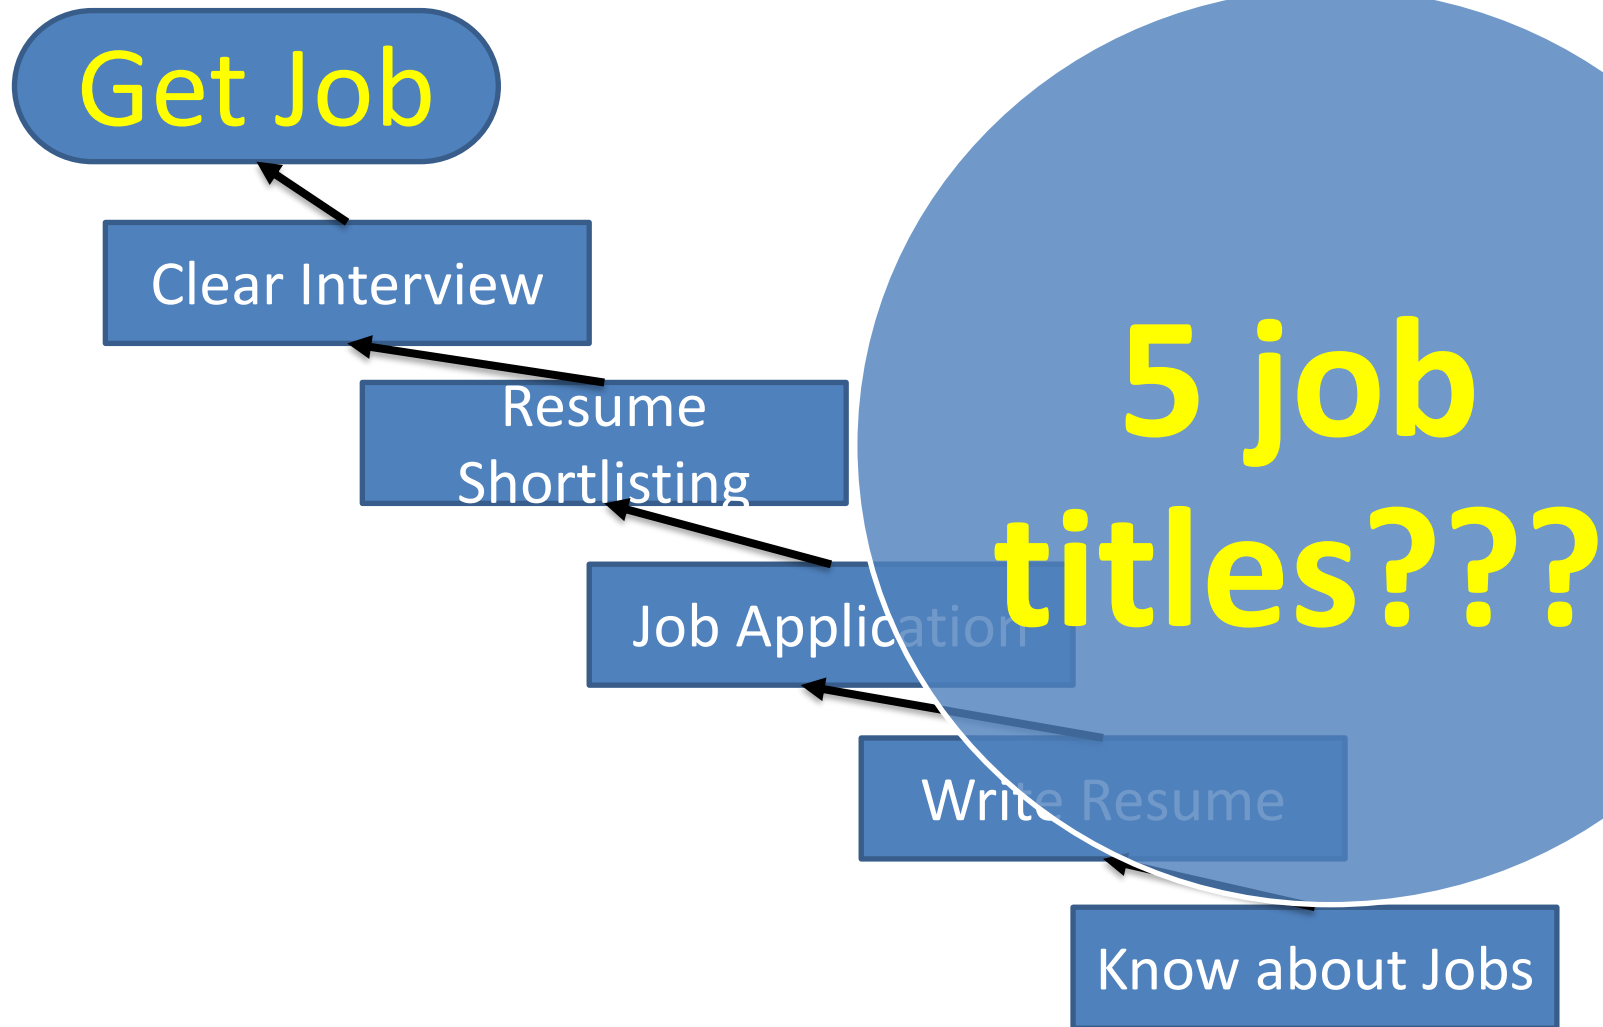 Get Job
Clear Interview
Resume
Shortlisting
5 job
titles???
Job Application
Write Resume
Know about Jobs